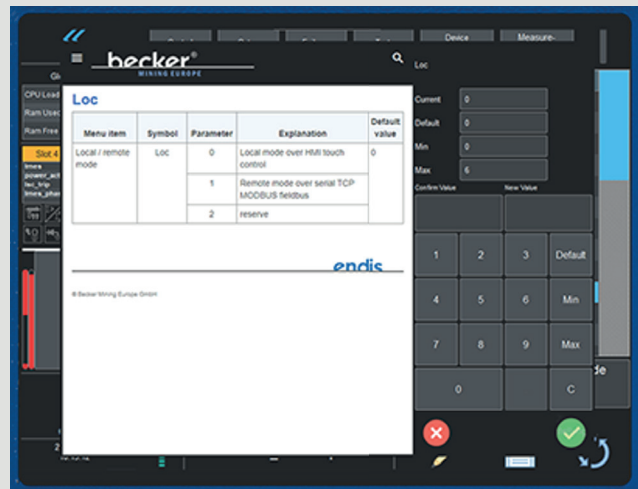 Device
Measure-
becker®
MINING EUROPE
Loc
CPU Load
Ram Used
Ram Free
Slot 4
Imes
Loc
Menu item Symbol Parameter Explanation Default value
Local / remote mode Loc 0 Local mode over HMI touch control 0
1 Remote mode over serial TCP MODBUS fieldbus
2 reserve
endis
© Becker Mining Europe GmbH
Current 0
Default 0
Min 0
Max 6
Confirm Value New Value
1 2 3 Default
4 5 6 Min
7 8 9 Max
0 C